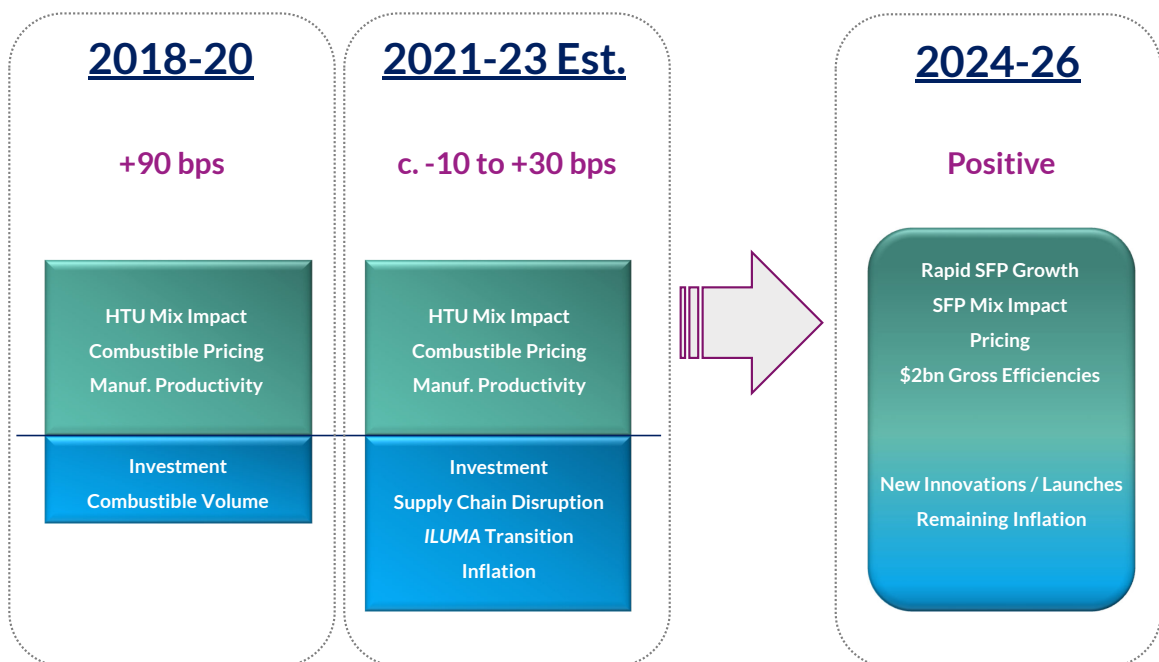 2018-20
+90 bps
HTU Mix Impact
Combustible Pricing
Manuf. Productivity
Investment
Combustible Volume
2021-23 Est.
c. -10 to +30 bps
HTU Mix Impact
Combustible Pricing
Manuf. Productivity
Investment
Supply Chain Disruption
ILUMA Transition
Inflation
2024-26
Positive
Rapid SFP Growth
SFP Mix Impact
Pricing
$2bn Gross Efficiencies
New Innovations / Launches
Remaining Inflation